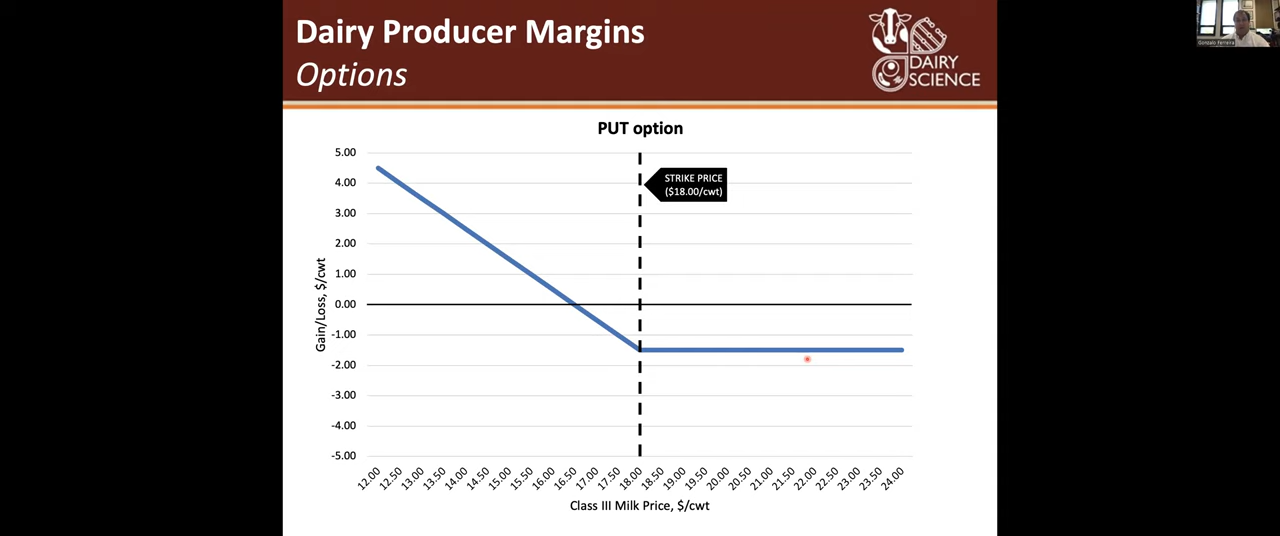 Dairy Producer Margins
Options
DAIRY
SCIENCE
Gonzalo Ferreira
PUT option
STRIKE PRICE
($18.00/cwt)
Gain/Loss, $/cwt
5.00
4.00
3.00
2.00
1.00
0.00
-1.00
-2.00
-3.00
-4.00
-5.00
12.00 12.50 13.00 13.50 14.00 14.50 15.00 15.50 16.00 16.50 17.00 17.50 18.00 18.50 19.00 19.50 20.00 20.50 21.00 21.50 22.00 22.50 23.00 23.50 24.00
Class III Milk Price, $/cwt